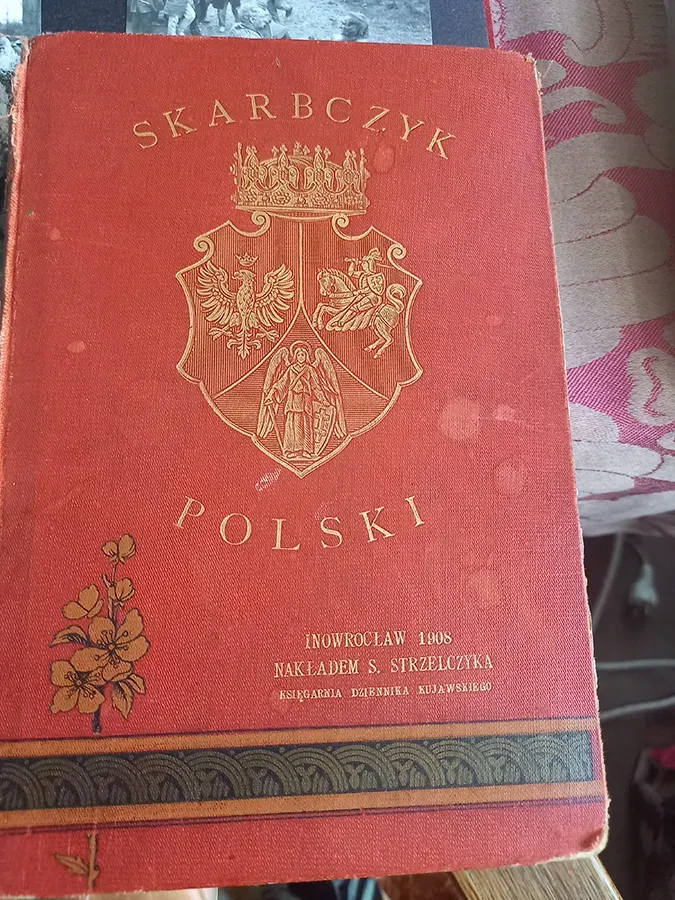 SKARBCZYK
POLSKI
INOWROCŁAW 1908
NAKŁADEM S. STRZELCZYKA
KSIĘGARNIA DZIENNIKA KUJAWSKIEGO